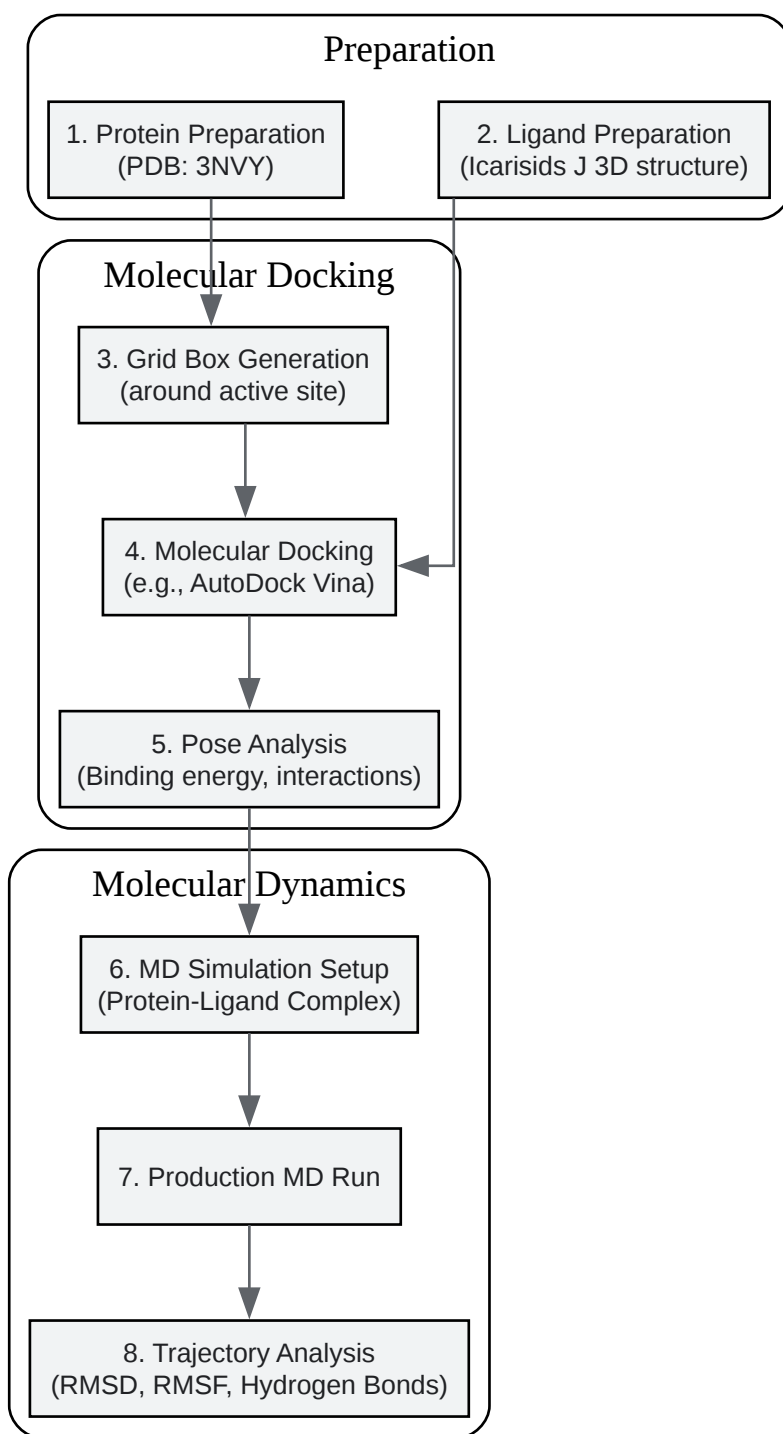 Preparation
1. Protein Preparation
(PDB: 3NVY)
2. Ligand Preparation
(Icarisids J 3D structure)
Molecular Docking
3. Grid Box Generation
(around active site)
4. Molecular Docking
(e.g., AutoDock Vina)
5. Pose Analysis
(Binding energy, interactions)
Molecular Dynamics
6. MD Simulation Setup
(Protein-Ligand Complex)
7. Production MD Run
8. Trajectory Analysis
(RMSD, RMSF, Hydrogen Bonds)